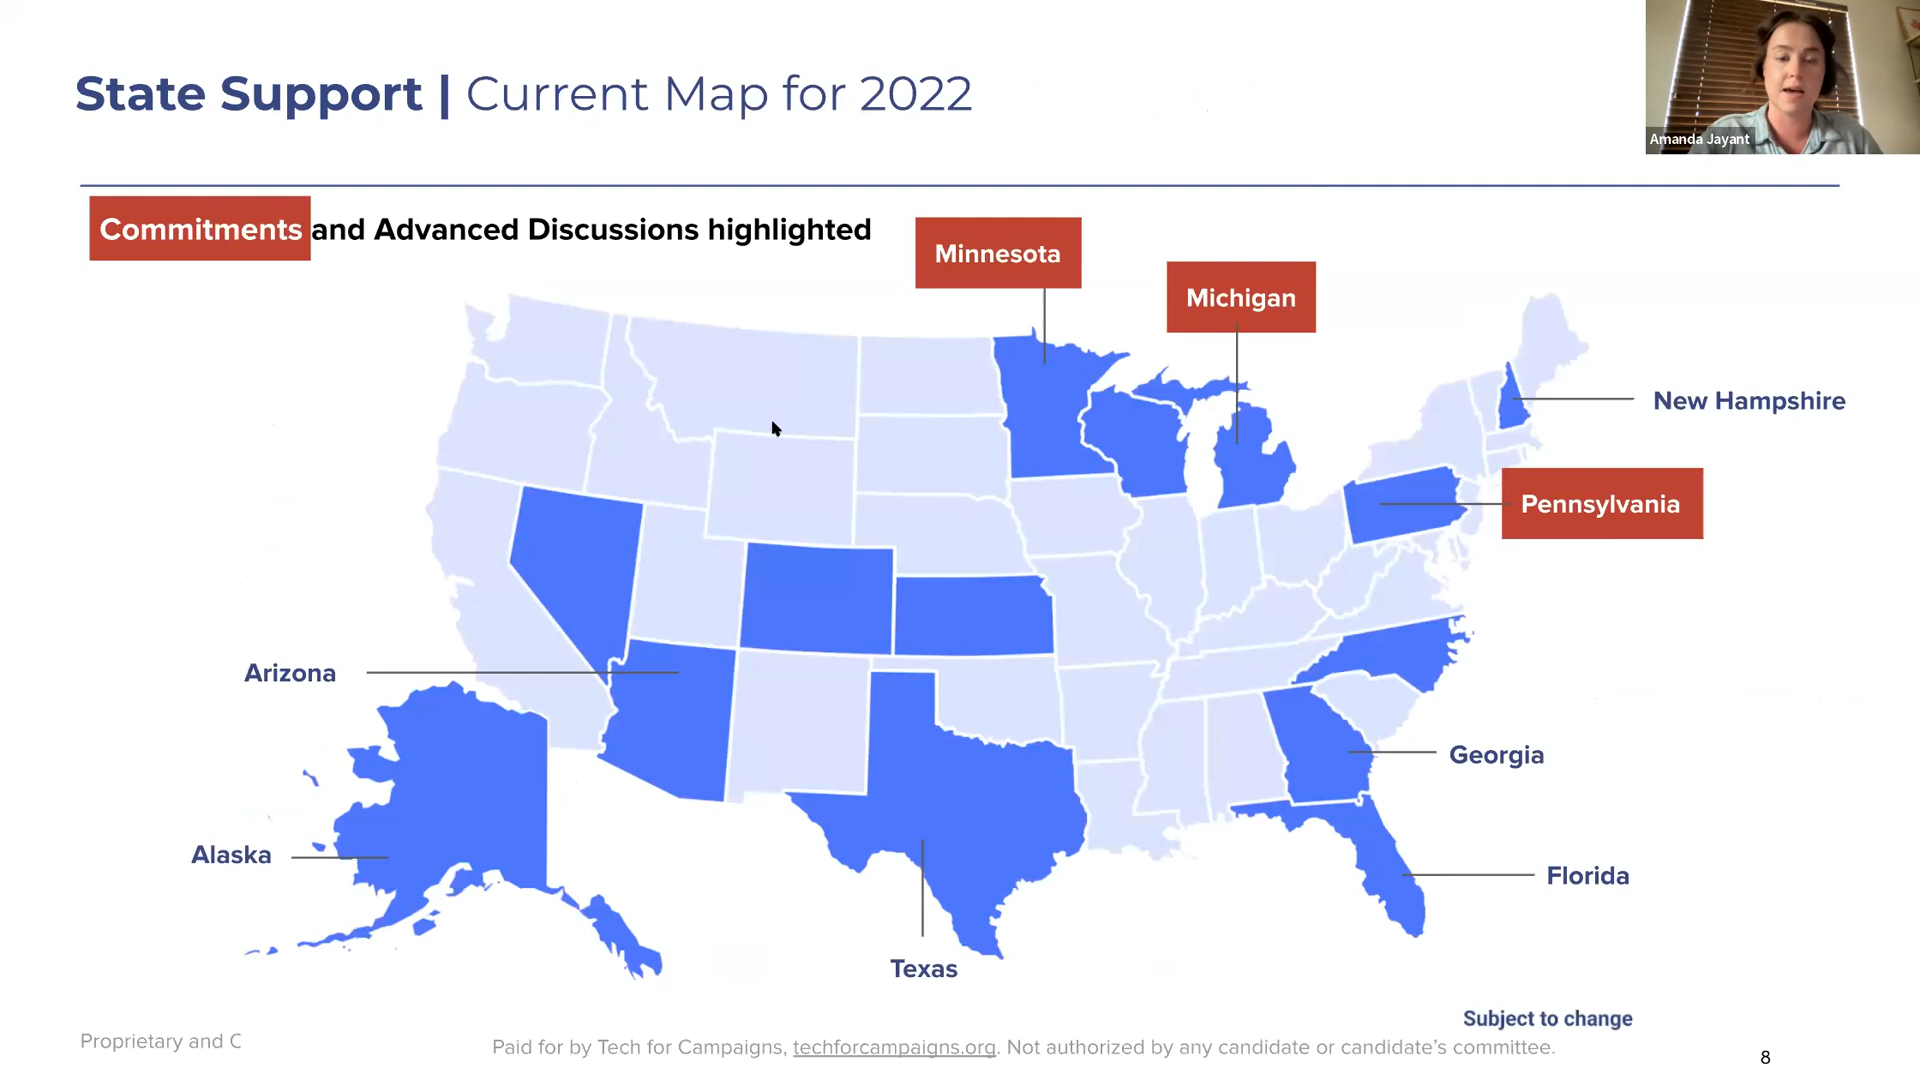 State Support | Current Map for 2022
Amanda Jayant
Commitments and Advanced Discussions highlighted
Minnesota
Michigan
New Hampshire
Pennsylvania
Arizona
Georgia
Alaska
Florida
Texas
Subject to change
Proprietary and C
Paid for by Tech for Campaigns, techforcampaigns.org. Not authorized by any candidate or candidate's committee.
8